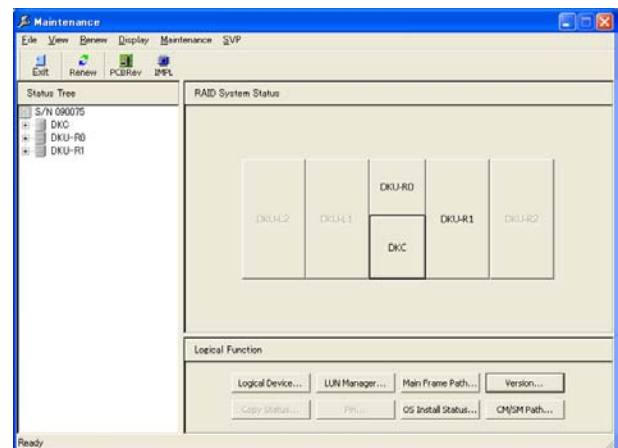 Maintenance
File View Renew Display Maintenance SVP
Exit Renew PCBRev IMPL
Status Tree
S/N 090075
DKC
DKU-R0
DKU-R1
RAID System Status
DKU-L2 DKU-L1 DKU-R0 DKU-R1 DKU-R2
DKC
Logical Function
Logical Device... LUN Manager... Main Frame Path... Version...
Copy Status... Pin... OS Install Status... CM/SM Path...
Ready